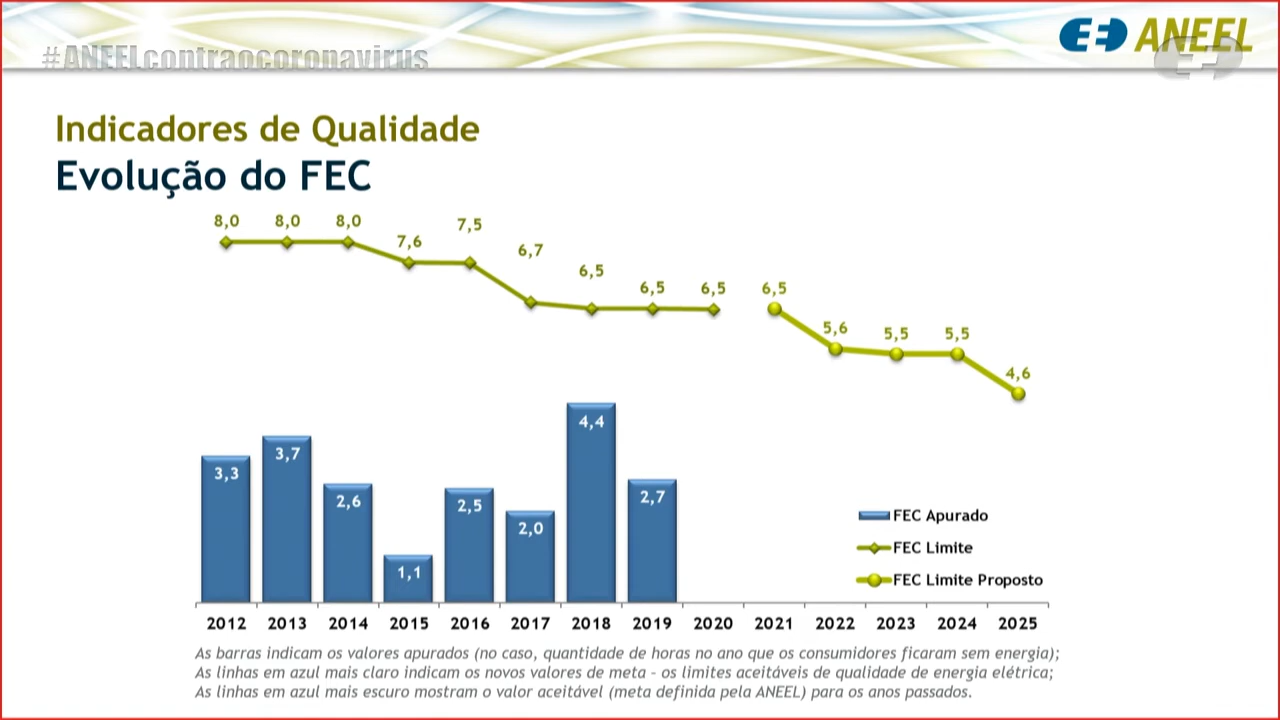 #ANEELcontraocoronavirus
ANEEL
Indicadores de Qualidade
Evolução do FEC
8,0 8,0 8,0 7,6 7,5 6,7 6,5 6,5 6,5 6,5 5,6 5,5 5,5 4,6
3,3 3,7 2,6 1,1 2,5 2,0 4,4 2,7
FEC Apurado
FEC Limite
FEC Limite Proposto
2012 2013 2014 2015 2016 2017 2018 2019 2020 2021 2022 2023 2024 2025
As barras indicam os valores apurados (no caso, quantidade de horas no ano que os consumidores ficaram sem energia);
As linhas em azul mais claro indicam os novos valores de meta - os limites aceitáveis de qualidade de energia elétrica;
As linhas em azul mais escuro mostram o valor aceitável (meta definida pela ANEEL) para os anos passados.